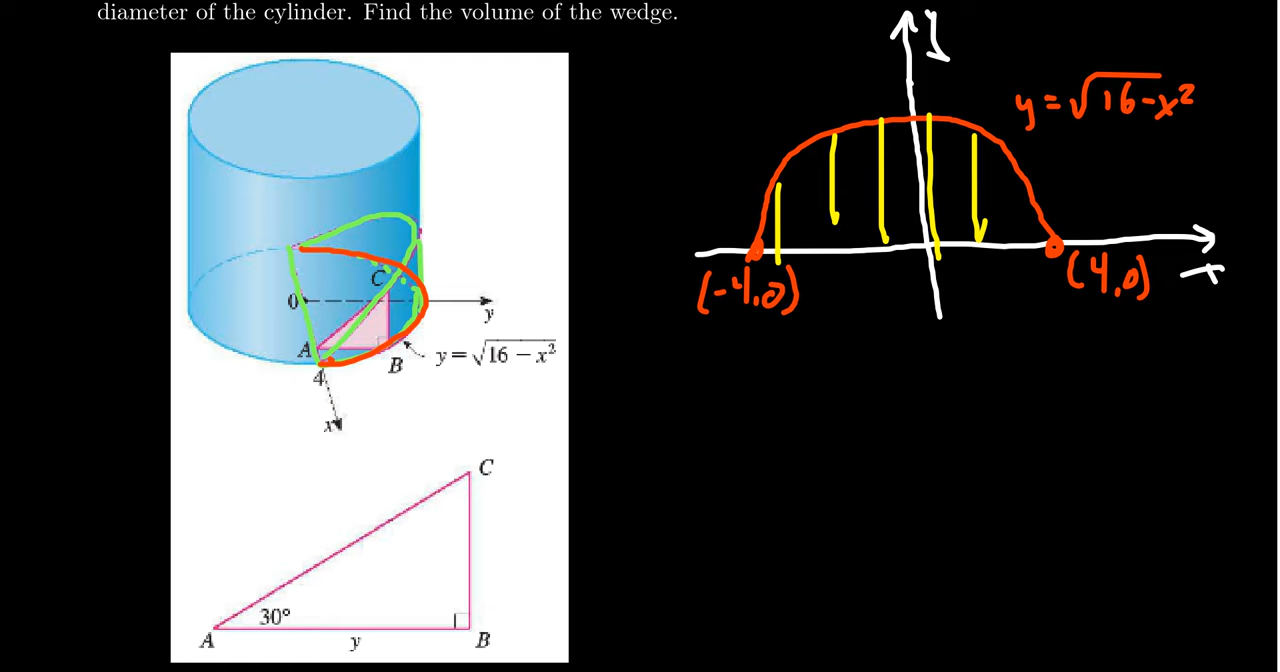 diameter of the cylinder. Find the volume of the wedge.
y
y = √16 - x²
(-4,0)
(4,0)
x
C
0
y
A
B
y = √16 − x²
4
x
C
30°
A
y
B